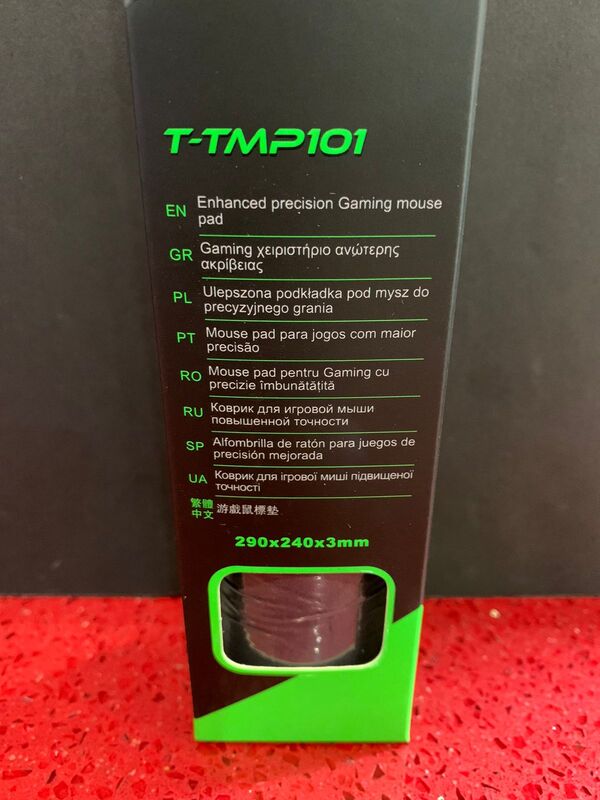 T-TMP101
EN Enhanced precision Gaming mouse
pad
GR Gaming χειριστήριο ανώτερης
ακρίβειας
PL Ulepszona podkładka pod mysz do
precyzyjnego grania
PT Mouse pad para jogos com maior
precisão
RO Mouse pad pentru Gaming cu
precizie îmbunătățită
RU Коврик для игровой мыши
повышенной точности
SP Alfombrilla de ratón para juegos de
precisión mejorada
UA Коврик для ігрової миші підвищеної
точності
繁體
中文 游戲鼠標墊
290x240x3mm